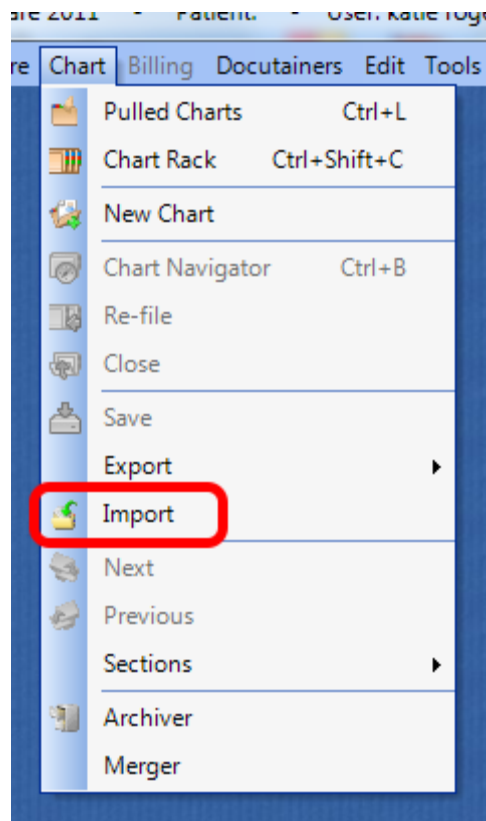 2011 - Patient: - User: katie
Chart Billing Docutainers Edit Tools
Pulled Charts Ctrl+L
Chart Rack Ctrl+Shift+C
New Chart
Chart Navigator Ctrl+B
Re-file
Close
Save
Export
Import
Next
Previous
Sections
Archiver
Merger